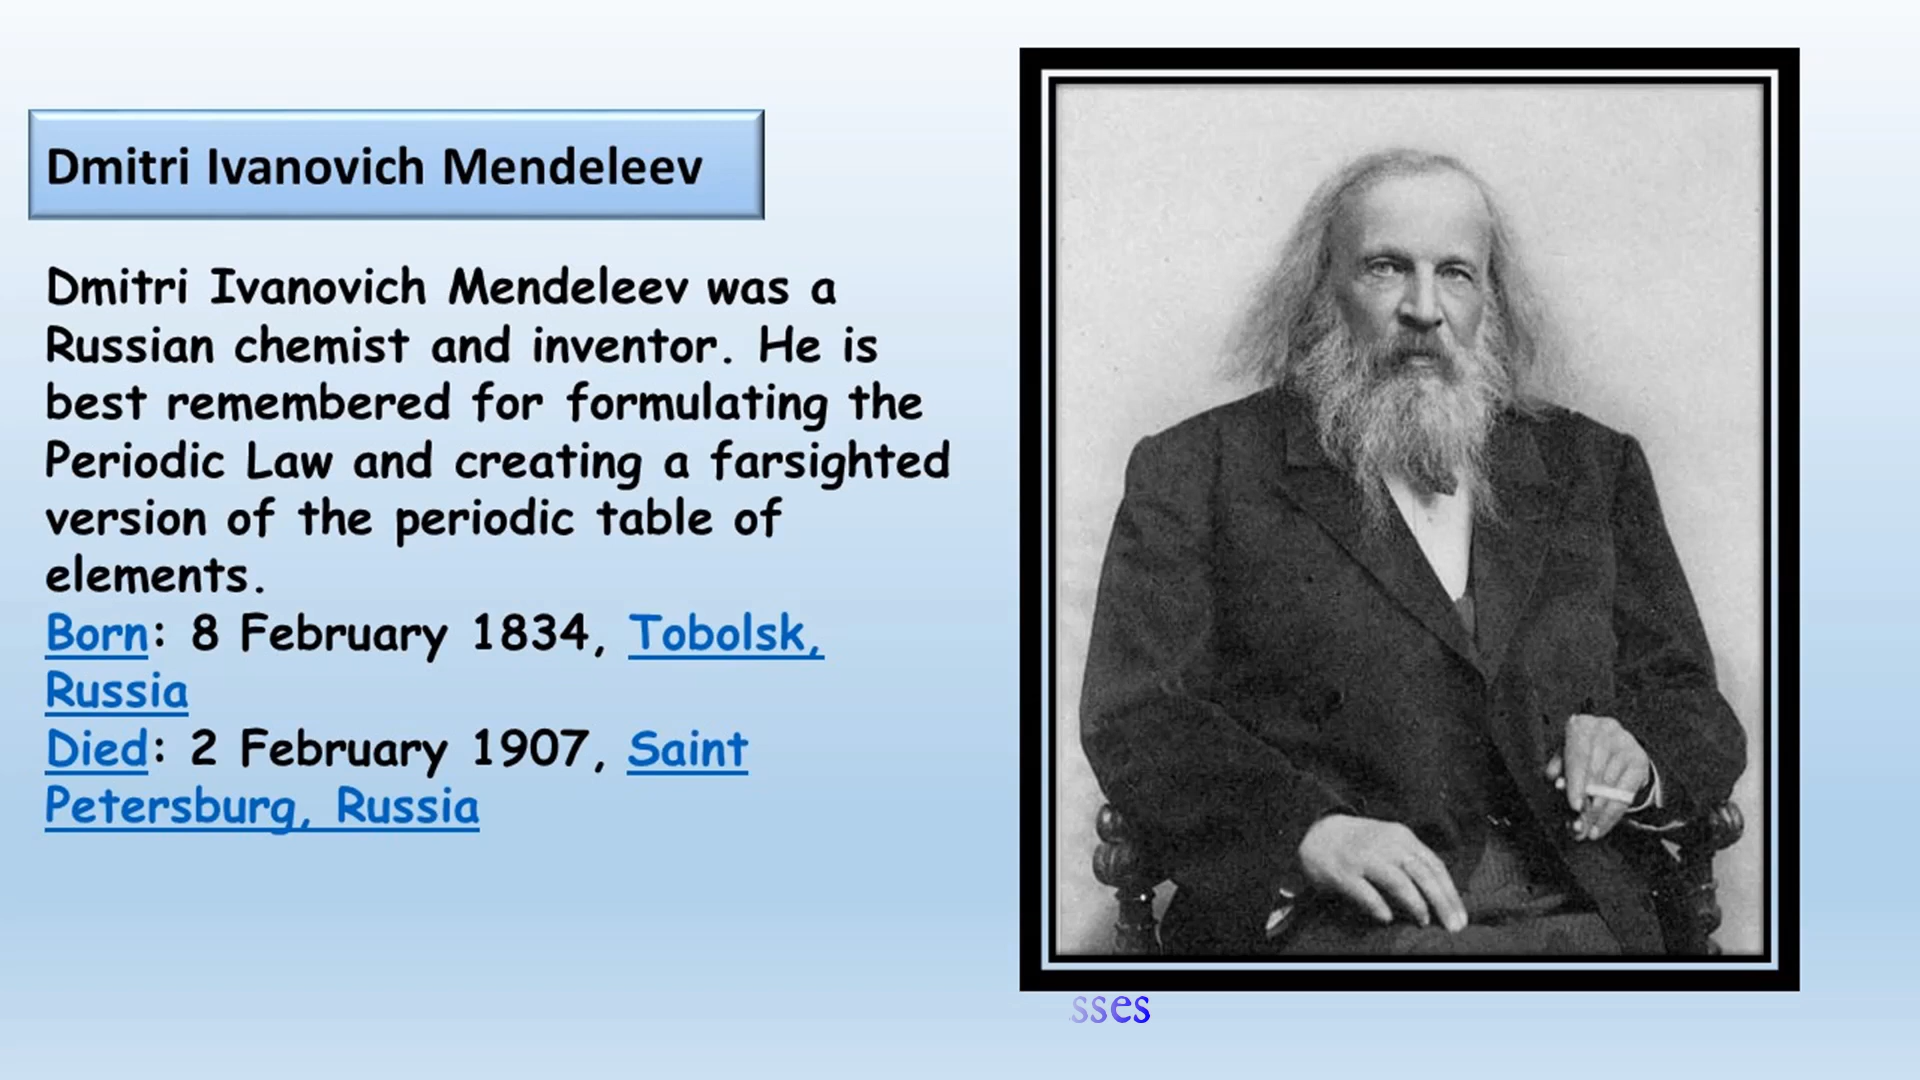 Dmitri Ivanovich Mendeleev
Dmitri Ivanovich Mendeleev was a
Russian chemist and inventor. He is
best remembered for formulating the
Periodic Law and creating a farsighted
version of the periodic table of
elements.
Born: 8 February 1834, Tobolsk,
Russia
Died: 2 February 1907, Saint
Petersburg, Russia
sses